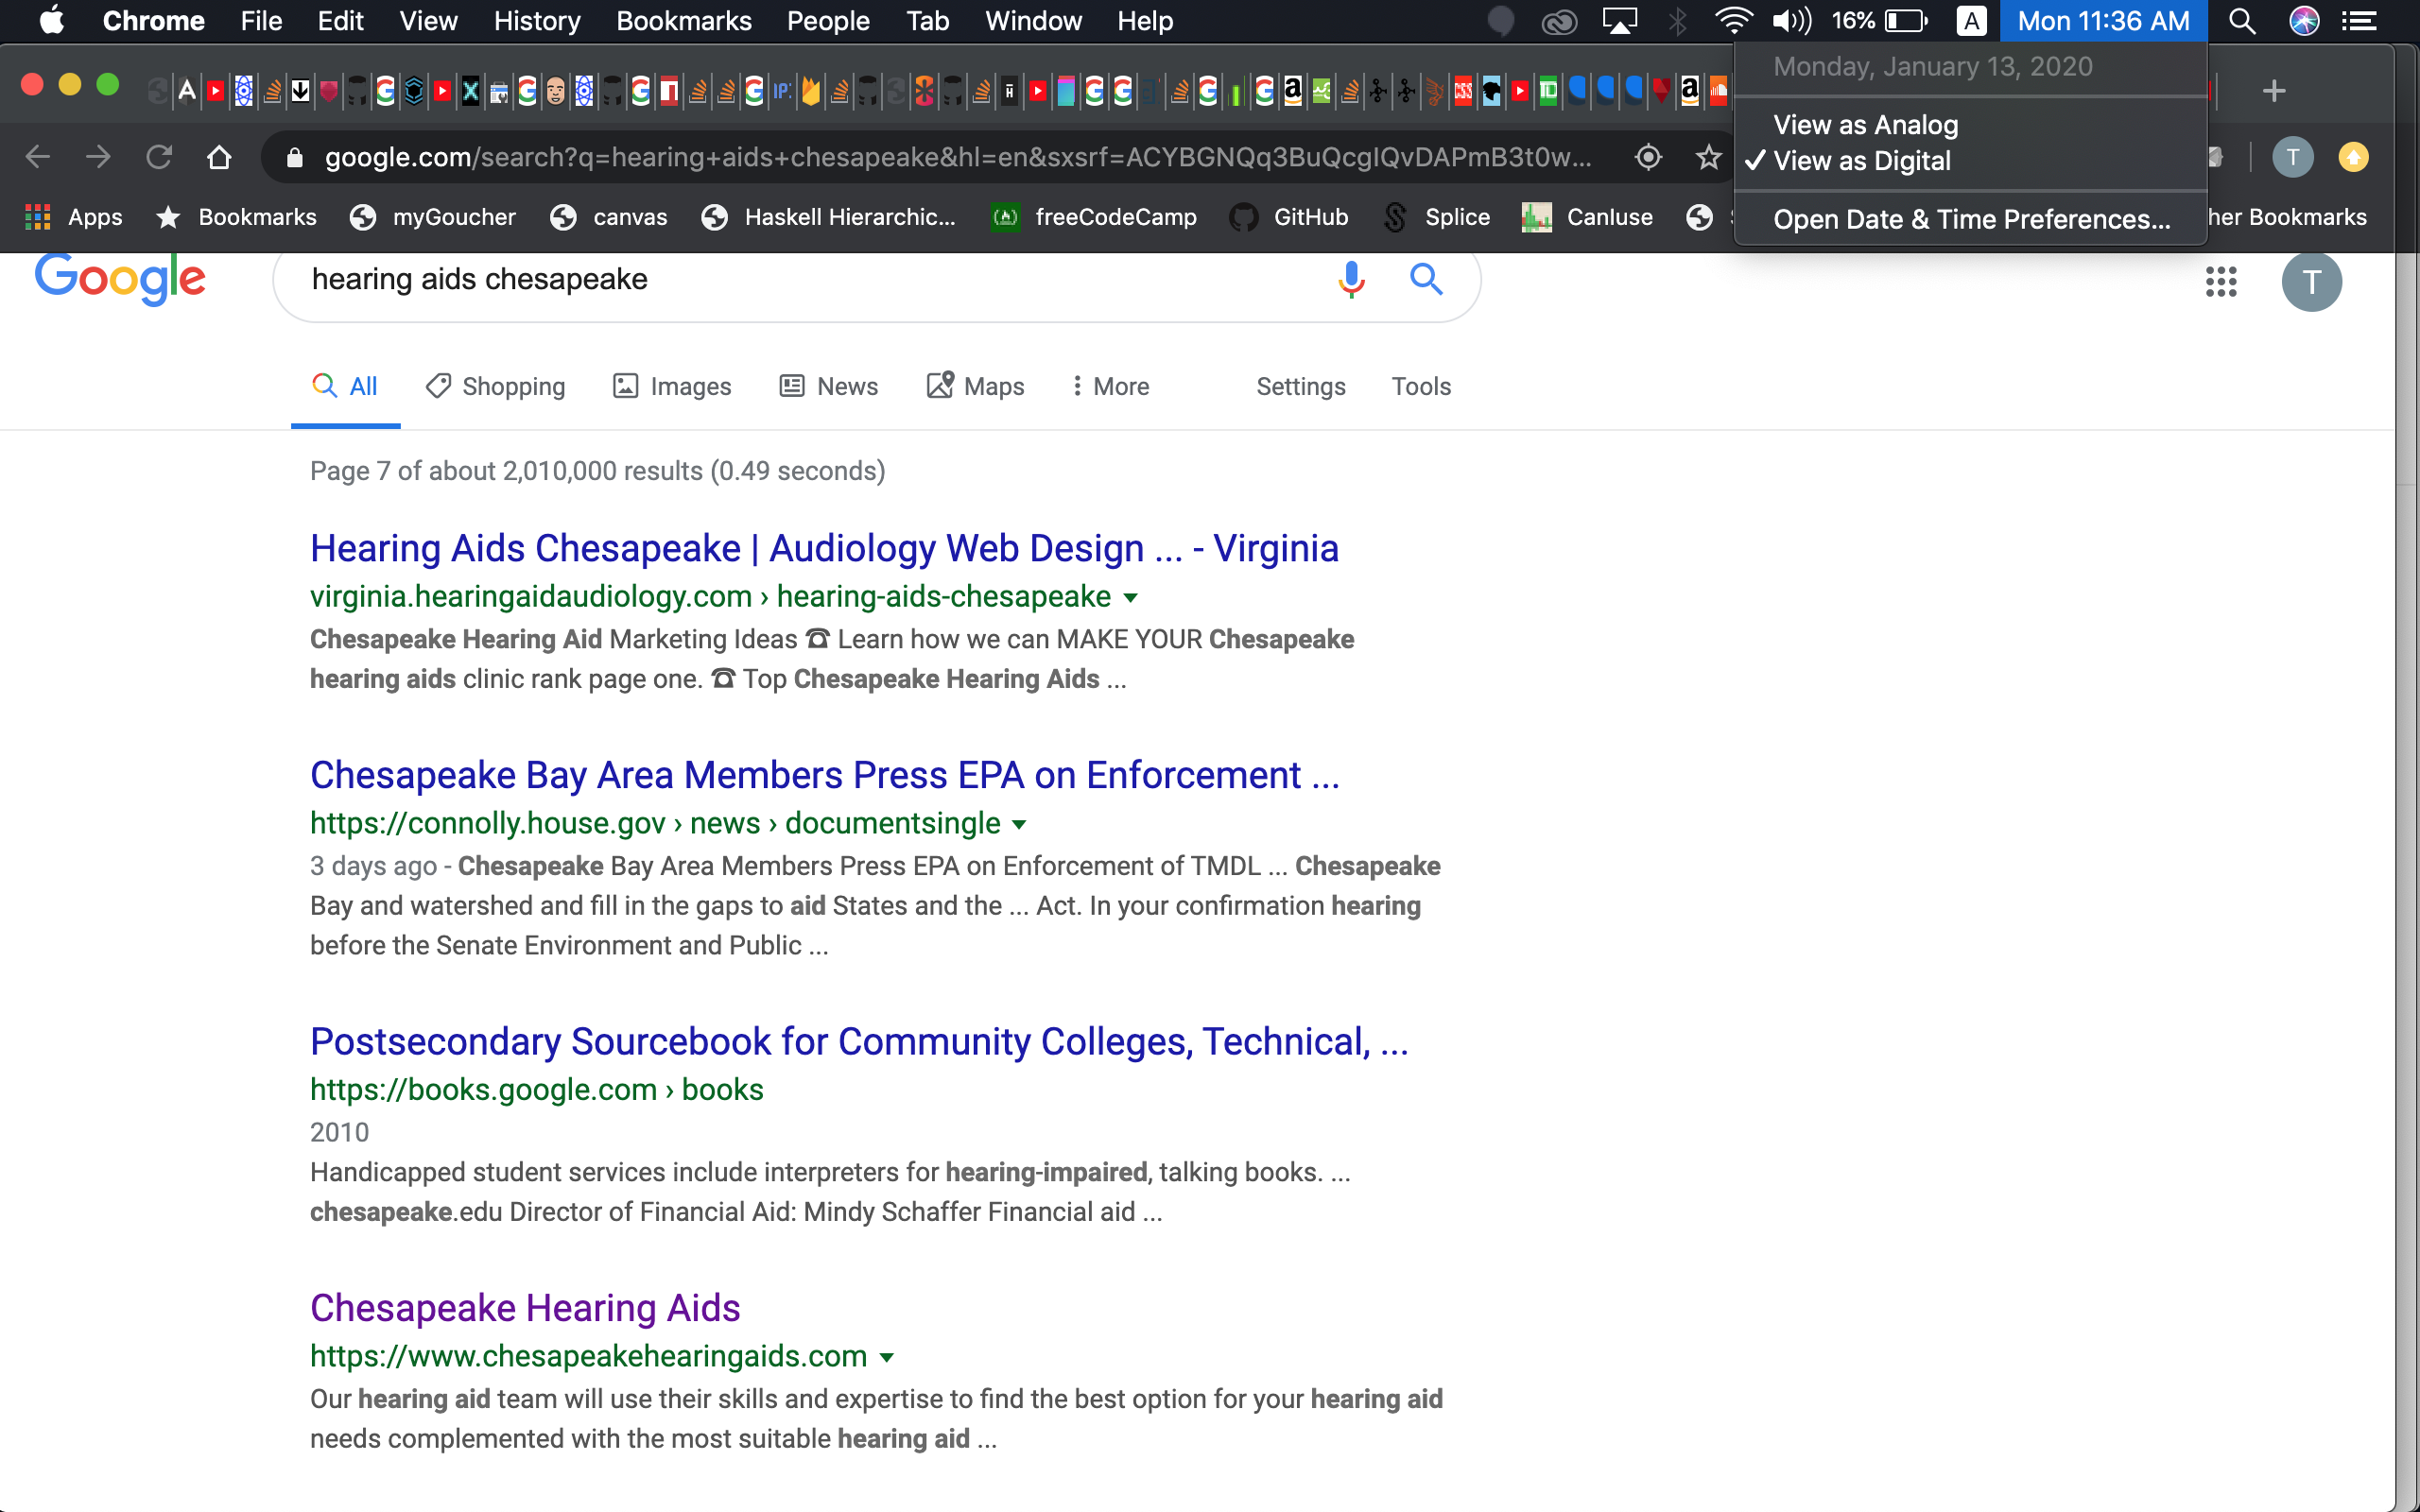 Chrome File Edit View History Bookmarks People Tab Window Help 16% A Mon 11:36 AM
Monday, January 13, 2020
View as Analog
✓ View as Digital
Open Date & Time Preferences...
google.com/search?q=hearing+aids+chesapeake&hl=en&sxsrf=ACYBGNQq3BuQcgIQvDAPmB3t0w... T
Apps Bookmarks myGoucher canvas Haskell Hierarchic... freeCodeCamp GitHub Splice CanIuse her Bookmarks
Google hearing aids chesapeake T
All Shopping Images News Maps More Settings Tools
Page 7 of about 2,010,000 results (0.49 seconds)
Hearing Aids Chesapeake | Audiology Web Design ... - Virginia
virginia.hearingaidaudiology.com › hearing-aids-chesapeake
Chesapeake Hearing Aid Marketing Ideas ☎ Learn how we can MAKE YOUR Chesapeake
hearing aids clinic rank page one. ☎ Top Chesapeake Hearing Aids ...
Chesapeake Bay Area Members Press EPA on Enforcement ...
https://connolly.house.gov › news › documentsingle
3 days ago - Chesapeake Bay Area Members Press EPA on Enforcement of TMDL ... Chesapeake
Bay and watershed and fill in the gaps to aid States and the ... Act. In your confirmation hearing
before the Senate Environment and Public ...
Postsecondary Sourcebook for Community Colleges, Technical, ...
https://books.google.com › books
2010
Handicapped student services include interpreters for hearing-impaired, talking books. ...
chesapeake.edu Director of Financial Aid: Mindy Schaffer Financial aid ...
Chesapeake Hearing Aids
https://www.chesapeakehearingaids.com
Our hearing aid team will use their skills and expertise to find the best option for your hearing aid
needs complemented with the most suitable hearing aid ...